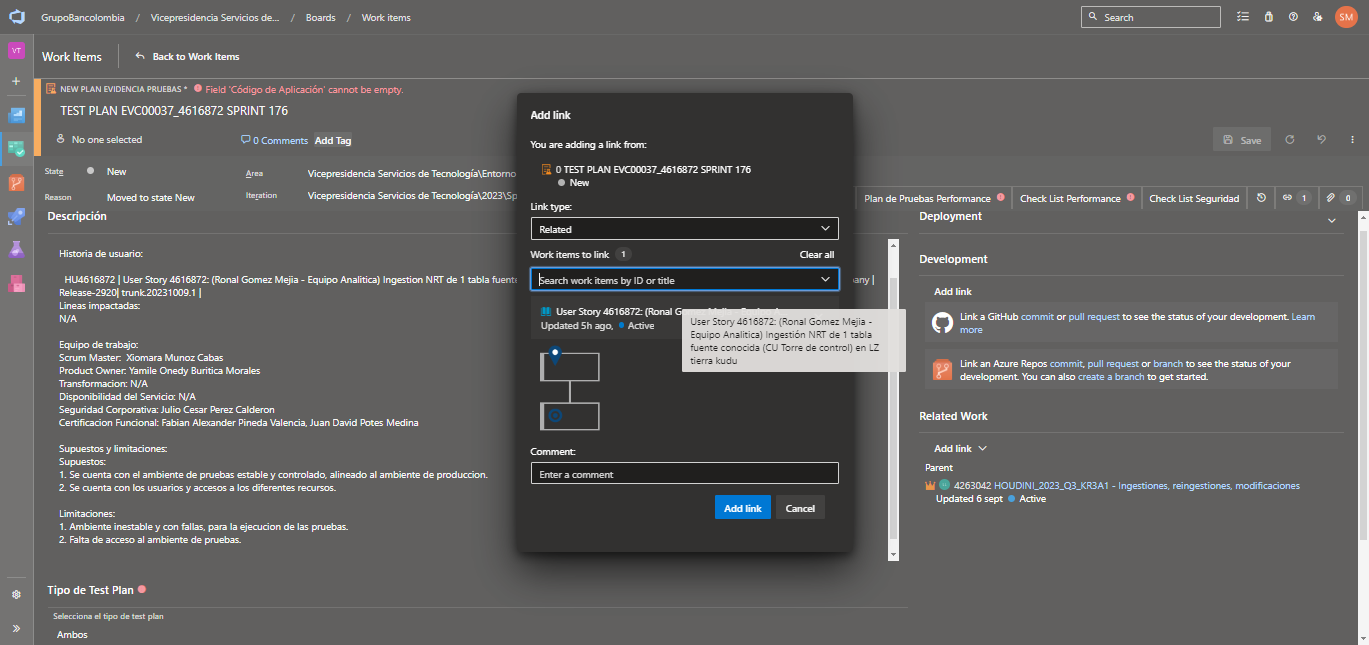 GrupoBancolombia / Vicepresidencia Servicios de... / Boards / Work items
Search
SM
VT
Work Items
Back to Work Items
NEW PLAN EVIDENCIA PRUEBAS * Field 'Código de Aplicación' cannot be empty.
TEST PLAN EVC00037_4616872 SPRINT 176
No one selected
0 Comments
Add Tag
Save
State
New
Area
Vicepresidencia Servicios de Tecnología\Entorno
Reason
Moved to state New
Iteration
Vicepresidencia Servicios de Tecnología\2023\Sp
Plan de Pruebas Performance
Check List Performance
Check List Seguridad
1
0
Descripción
Historia de usuario:
HU4616872 | User Story 4616872: (Ronal Gomez Mejia - Equipo Analitica) Ingestion NRT de 1 tabla fuente
any |
Release-2920| trunk.20231009.1 |
Lineas impactadas:
N/A
Equipo de trabajo:
Scrum Master: Xiomara Munoz Cabas
Product Owner: Yamile Onedy Buritica Morales
Transformacion: N/A
Disponibilidad del Servicio: N/A
Seguridad Corporativa: Julio Cesar Perez Calderon
Certificacion Funcional: Fabian Alexander Pineda Valencia, Juan David Potes Medina
Supuestos y limitaciones:
Supuestos:
1. Se cuenta con el ambiente de pruebas estable y controlado, alineado al ambiente de produccion.
2. Se cuenta con los usuarios y accesos a los diferentes recursos.
Limitaciones:
1. Ambiente inestable y con fallas, para la ejecucion de las pruebas.
2. Falta de acceso al ambiente de pruebas.
Tipo de Test Plan
Selecciona el tipo de test plan
Ambos
Add link
You are adding a link from:
0 TEST PLAN EVC00037_4616872 SPRINT 176
New
Link type:
Related
Work items to link 1
Clear all
Search work items by ID or title
User Story 4616872: (Ronal Gomez Mejia - Equipo
Updated 5h ago, Active
User Story 4616872: (Ronal Gomez Mejia -
Equipo Analitica) Ingestión NRT de 1 tabla
fuente conocida (CU Torre de control) en LZ
tierra kudu
Comment:
Enter a comment
Add link
Cancel
Deployment
Development
Add link
Link a GitHub commit or pull request to see the status of your development. Learn
more
Link an Azure Repos commit, pull request or branch to see the status of your
development. You can also create a branch to get started.
Related Work
Add link
Parent
4263042 HOUDINI_2023_Q3_KR3A1 - Ingestiones, reingestiones, modificaciones
Updated 6 sept Active